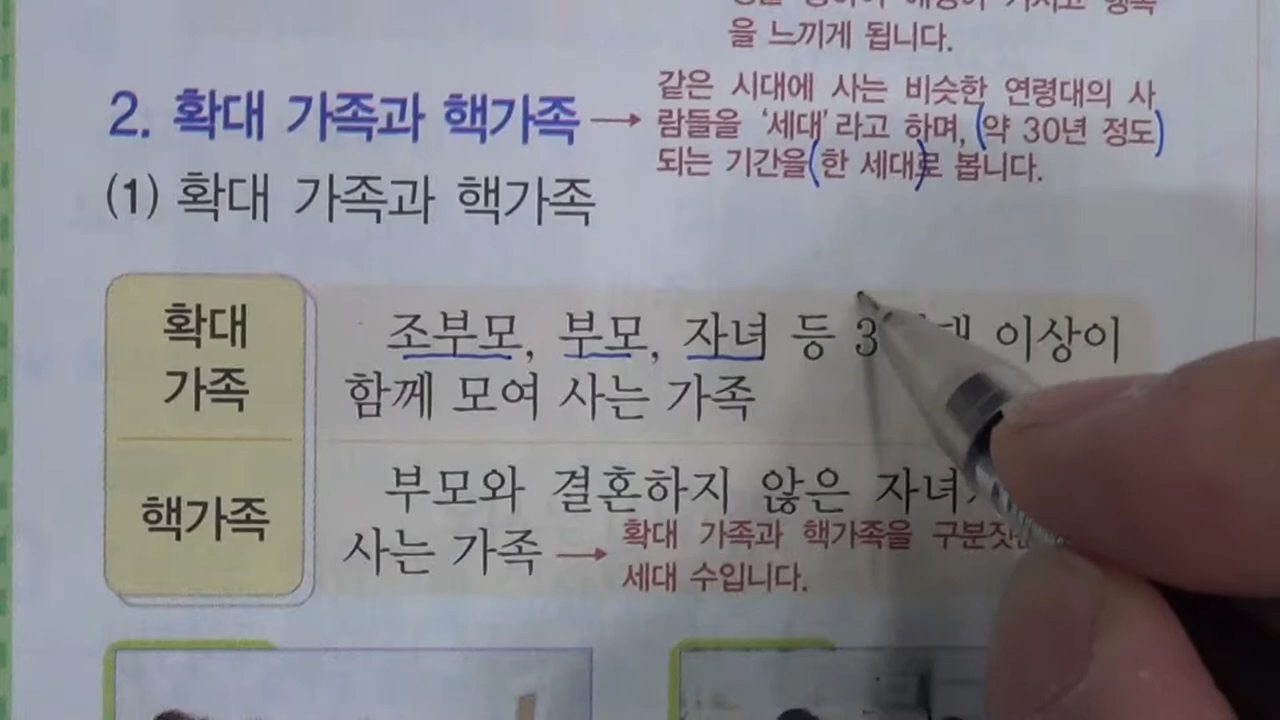 을 느끼게 됩니다.
2. 확대 가족과 핵가족 →
같은 시대에 사는 비슷한 연령대의 사
람들을 '세대'라고 하며, (약 30년 정도)
되는 기간을 (한 세대)로 봅니다.
(1) 확대 가족과 핵가족
확대
가족
조부모, 부모, 자녀 등 3 이상이
함께 모여 사는 가족
핵가족
부모와 결혼하지 않은 자녀
사는 가족 →
확대 가족과 핵가족을
세대 수입니다.